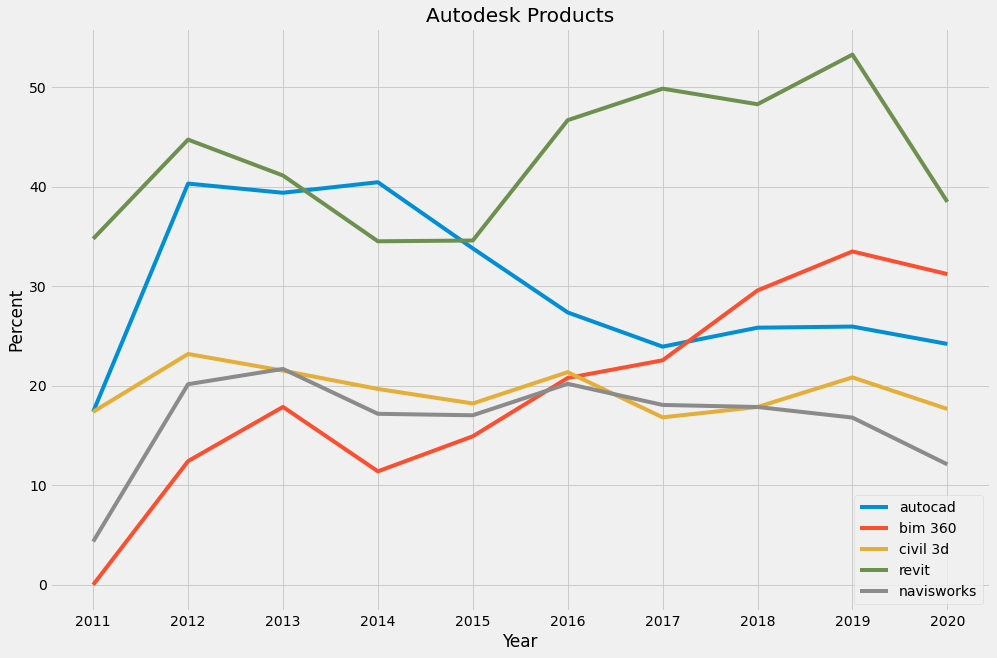 Autodesk Products
Percent
50
40
30
20
10
0
2011 2012 2013 2014 2015 2016 2017 2018 2019 2020
Year
autocad
bim 360
civil 3d
revit
navisworks